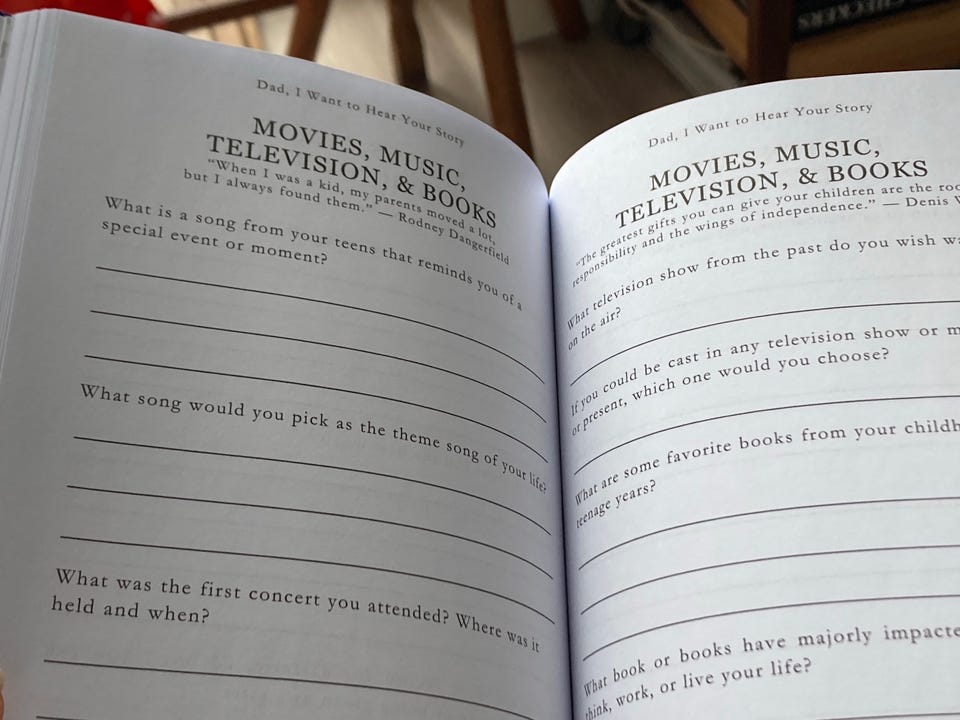 CHECKERS
Dad, I Want to Hear Your Story
MOVIES, MUSIC,
TELEVISION, & BOOKS
“When I was a kid, my parents moved a lot,
but I always found them.” — Rodney Dangerfield
What is a song from your teens that reminds you of a
special event or moment?
What song would you pick as the theme song of your life?
What was the first concert you attended? Where was it
held and when?
Dad, I Want to Hear Your Story
MOVIES, MUSIC,
TELEVISION, & BOOKS
“The greatest gifts you can give your children are the roo
responsibility and the wings of independence.” — Denis W
What television show from the past do you wish wa
on the air?
If you could be cast in any television show or m
or present, which one would you choose?
What are some favorite books from your childh
teenage years?
What book or books have majorly impacte
think, work, or live your life?